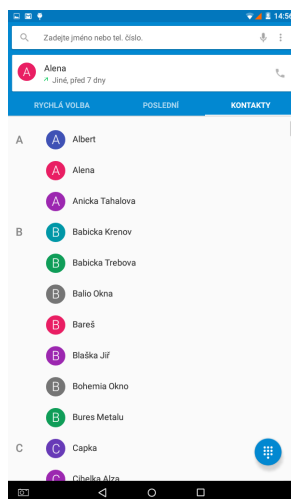 14:56
Zadejte jméno nebo tel. číslo.
A Alena
Jiné, před 7 dny
RYCHLÁ VOLBA POSLEDNÍ KONTAKTY
A A Albert
A Alena
A Anicka Tahalova
B B Babicka Krenov
B Babicka Trebova
B Balio Okna
B Bareš
B Blaška Jiř
B Bohemia Okno
B Bures Metalu
C C Capka
C Cihelka Alza